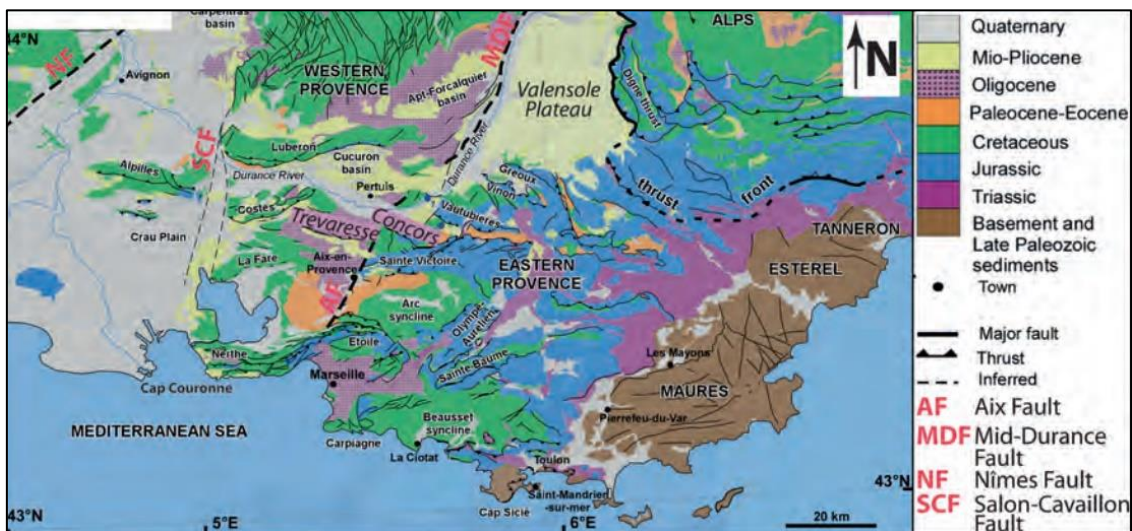 Carpentras
basin
ALPS
44°N
NF
Avignon
MDF
WESTERN
PROVENCE
Apt-Forcalquier
basin
Valensole
Plateau
Digne thrust
N
SCF
Luberon
Cucuron
basin
Durance River
Durance River
Alpilles
Pertuis
Greoux
Vinon
thrust
front
Costes
Trevaresse
Concors
Vautubieres
Crau Plain
TANNERON
La Fare
Aix-en-
Provence
Sainte Victoire
EASTERN
PROVENCE
ESTEREL
AF
Arc
syncline
Olympe-
Aurelien
Nerthe
Etoile
Sainte-Baume
Les Mayons
Marseille
Cap Couronne
MAURES
Pierrefeu-du-Var
MEDITERRANEAN SEA
Beausset
syncline
Carpiagne
La Ciotat
Toulon
Cap Sicié
Saint-Mandrier
-sur-mer
43°N
43°N
5°E
6°E
20 km
Quaternary
Mio-Pliocene
Oligocene
Paleocene-Eocene
Cretaceous
Jurassic
Triassic
Basement and
Late Paleozoic
sediments
Town
Major fault
Thrust
Inferred
AF Aix Fault
MDF Mid-Durance
Fault
NF Nîmes Fault
SCF Salon-Cavaillon
Fault